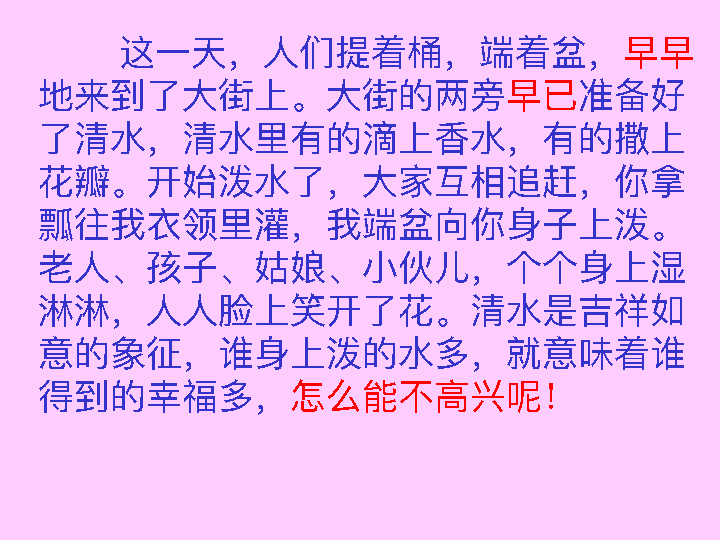 这一天，人们提着桶，端着盆，早早
地来到了大街上。大街的两旁早已准备好
了清水，清水里有的滴上香水，有的撒上
花瓣。开始泼水了，大家互相追赶，你拿
瓢往我衣领里灌，我端盆向你身子上泼。
老人、孩子、姑娘、小伙儿，个个身上湿
淋淋，人人脸上笑开了花。清水是吉祥如
意的象征，谁身上泼的水多，就意味着谁
得到的幸福多，怎么能不高兴呢！